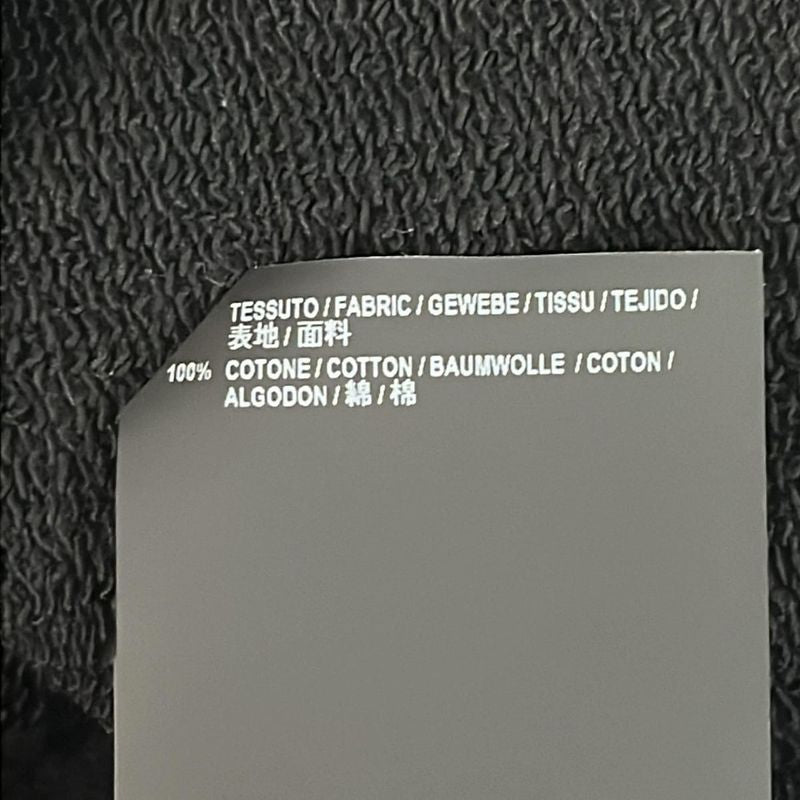 TESSUTO / FABRIC / GEWEBE / TISSU / TEJIDO /
表地 / 面料
100% COTONE / COTTON / BAUMWOLLE / COTON /
ALGODON / 綿 / 棉